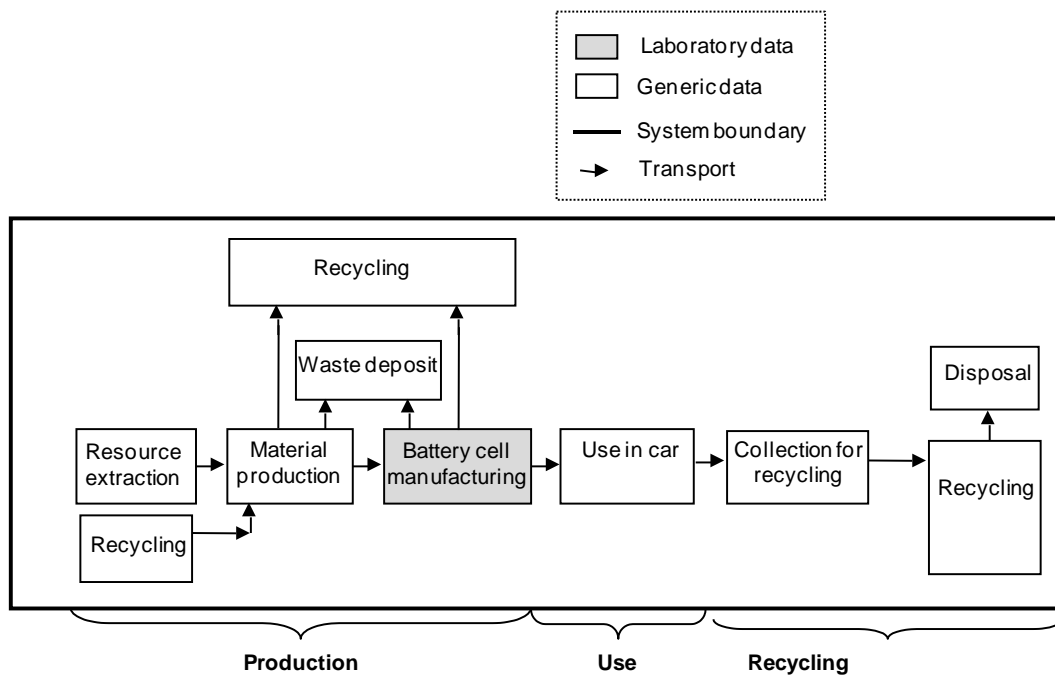 Laboratory data
Generic data
System boundary
Transport
Recycling
Waste deposit
Disposal
Resource
extraction
Material
production
Battery cell
manufacturing
Use in car
Collection for
recycling
Recycling
Recycling
Production
Use
Recycling